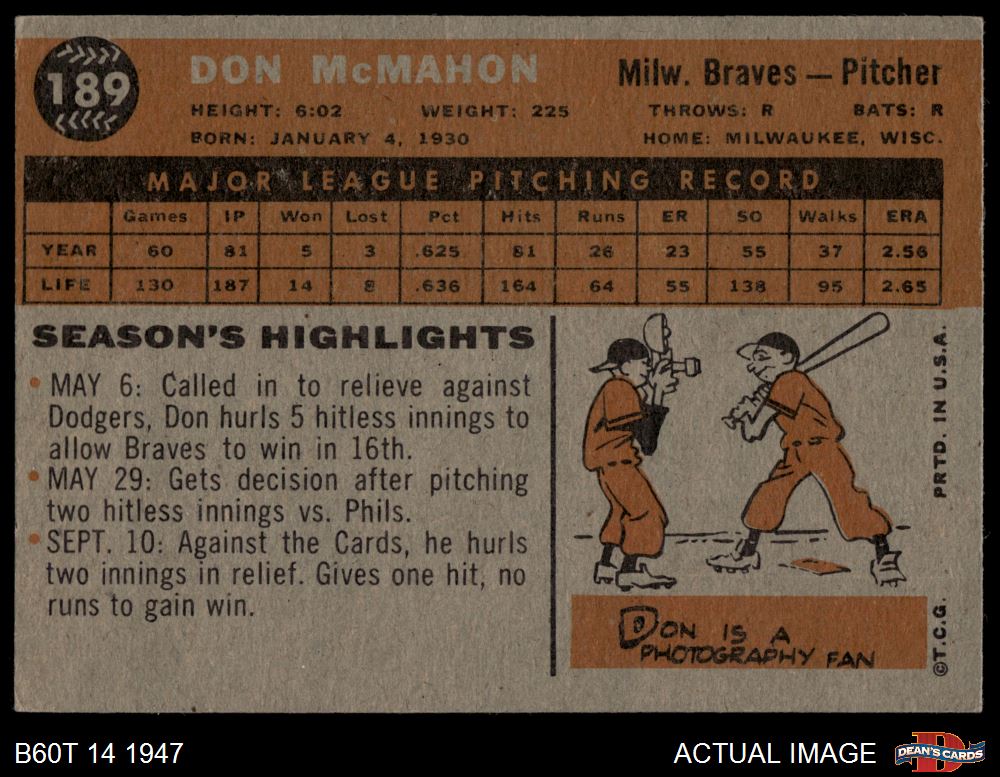 189
DON McMAHON
Milw. Braves — Pitcher
HEIGHT: 6:02 WEIGHT: 225 THROWS: R BATS: R
BORN: JANUARY 4, 1930 HOME: MILWAUKEE, WISC.
MAJOR LEAGUE PITCHING RECORD
Games IP Won Lost Pct Hits Runs ER SO Walks ERA
YEAR 60 81 5 3 .625 81 26 23 55 37 2.56
LIFE 130 187 14 8 .636 164 64 55 138 95 2.65
SEASON'S HIGHLIGHTS
• MAY 6: Called in to relieve against
Dodgers, Don hurls 5 hitless innings to
allow Braves to win in 16th.
• MAY 29: Gets decision after pitching
two hitless innings vs. Phils.
• SEPT. 10: Against the Cards, he hurls
two innings in relief. Gives one hit, no
runs to gain win.
DON IS A
PHOTOGRAPHY FAN
©T.C.G. PRTD. IN U.S.A.
B60T 14 1947
ACTUAL IMAGE
DEAN'S CARDS